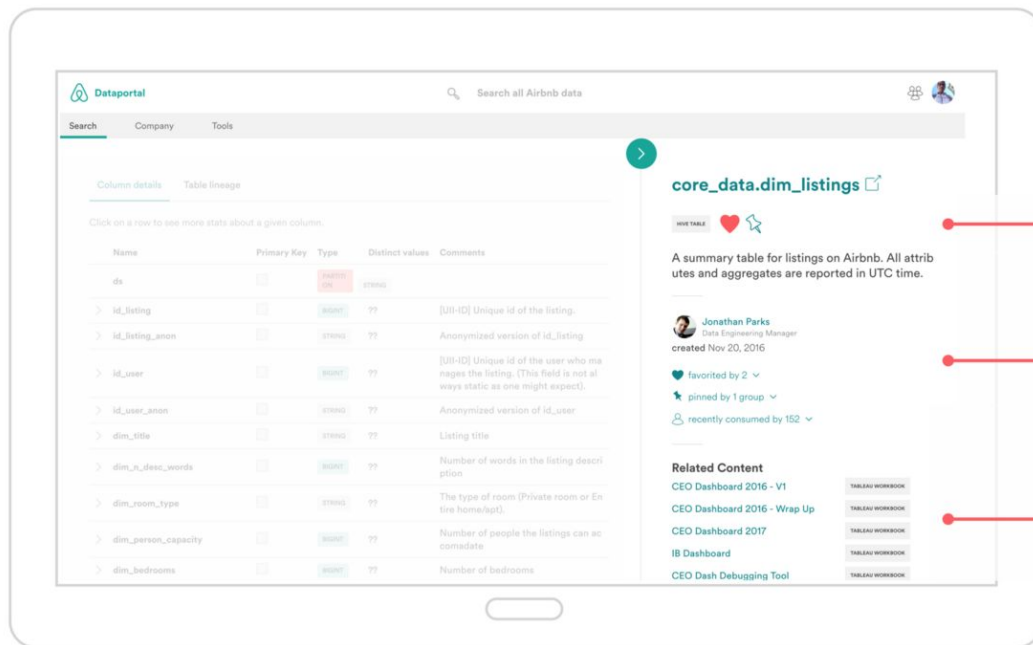 Dataportal
Search all Airbnb data
Search Company Tools
core_data.dim_listings
Column details Table lineage
Click on a row to see more stats about a given column.
Name Primary Key Type Distinct values Comments
ds PARTITI
ON STRING
id_listing BIGINT ?? [UII-ID] Unique id of the listing.
id_listing_anon STRING ?? Anonymized version of id_listing
id_user BIGINT ?? [UII-ID] Unique id of the user who ma
nages the listing. (This field is not al
ways static as one might expect).
id_user_anon STRING ?? Anonymized version of id_user
dim_title STRING ?? Listing title
dim_n_desc_words BIGINT ?? Number of words in the listing descri
ption
dim_room_type STRING ?? The type of room (Private room or En
tire home/apt).
dim_person_capacity BIGINT ?? Number of people the listings can ac
comodate
dim_bedrooms BIGINT ?? Number of bedrooms
HIVE TABLE
A summary table for listings on Airbnb. All attrib
utes and aggregates are reported in UTC time.
Jonathan Parks
Data Engineering Manager
created Nov 20, 2016
favorited by 2
pinned by 1 group
recently consumed by 152
Related Content
CEO Dashboard 2016 - V1 TABLEAU WORKBOOK
CEO Dashboard 2016 - Wrap Up TABLEAU WORKBOOK
CEO Dashboard 2017 TABLEAU WORKBOOK
IB Dashboard TABLEAU WORKBOOK
CEO Dash Debugging Tool TABLEAU WORKBOOK